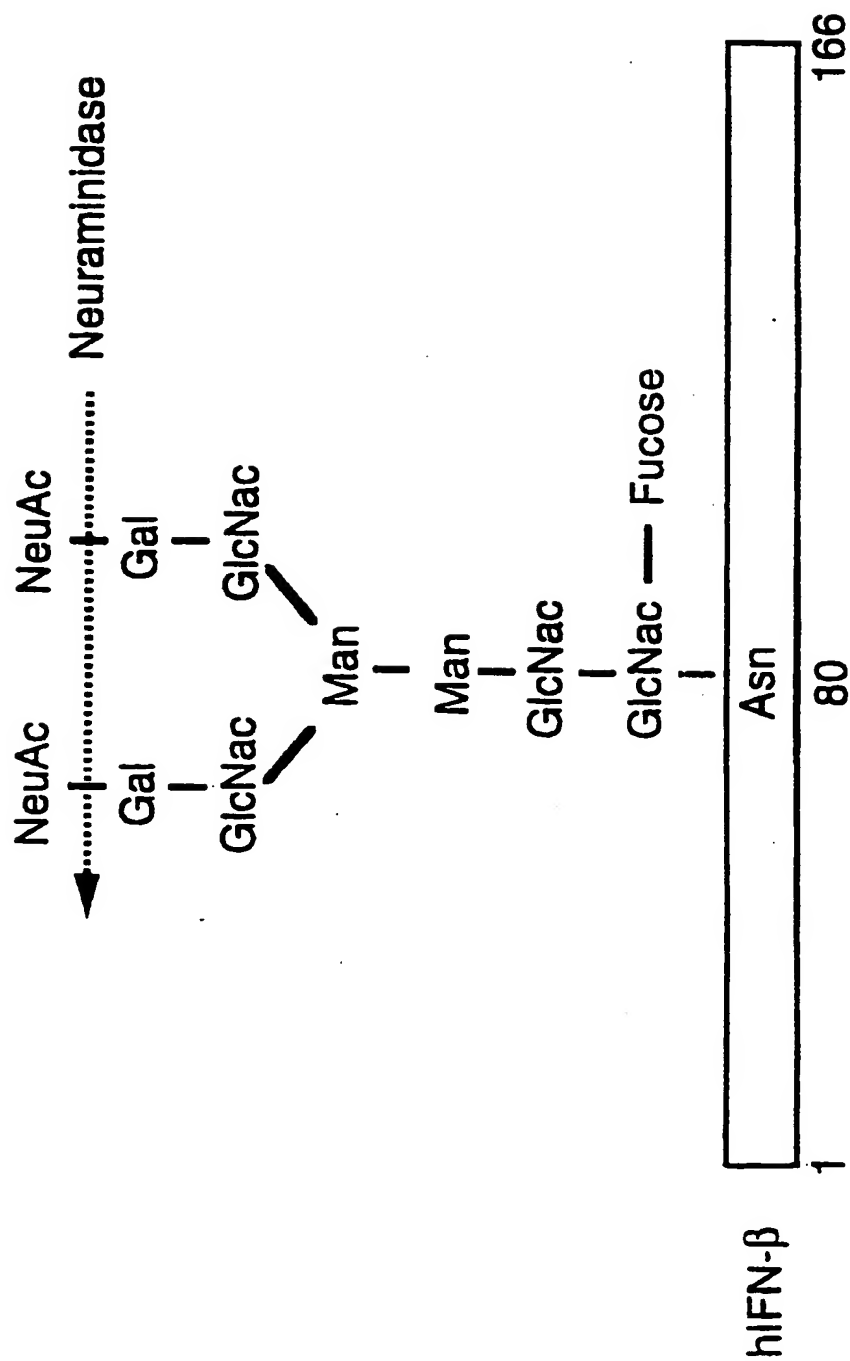 NeuAc NeuAc
Neuraminidase
Gal Gal
GlcNac GlcNac
Man
Man
GlcNac
GlcNac — Fucose
hIFN-β Asn
1 80 166